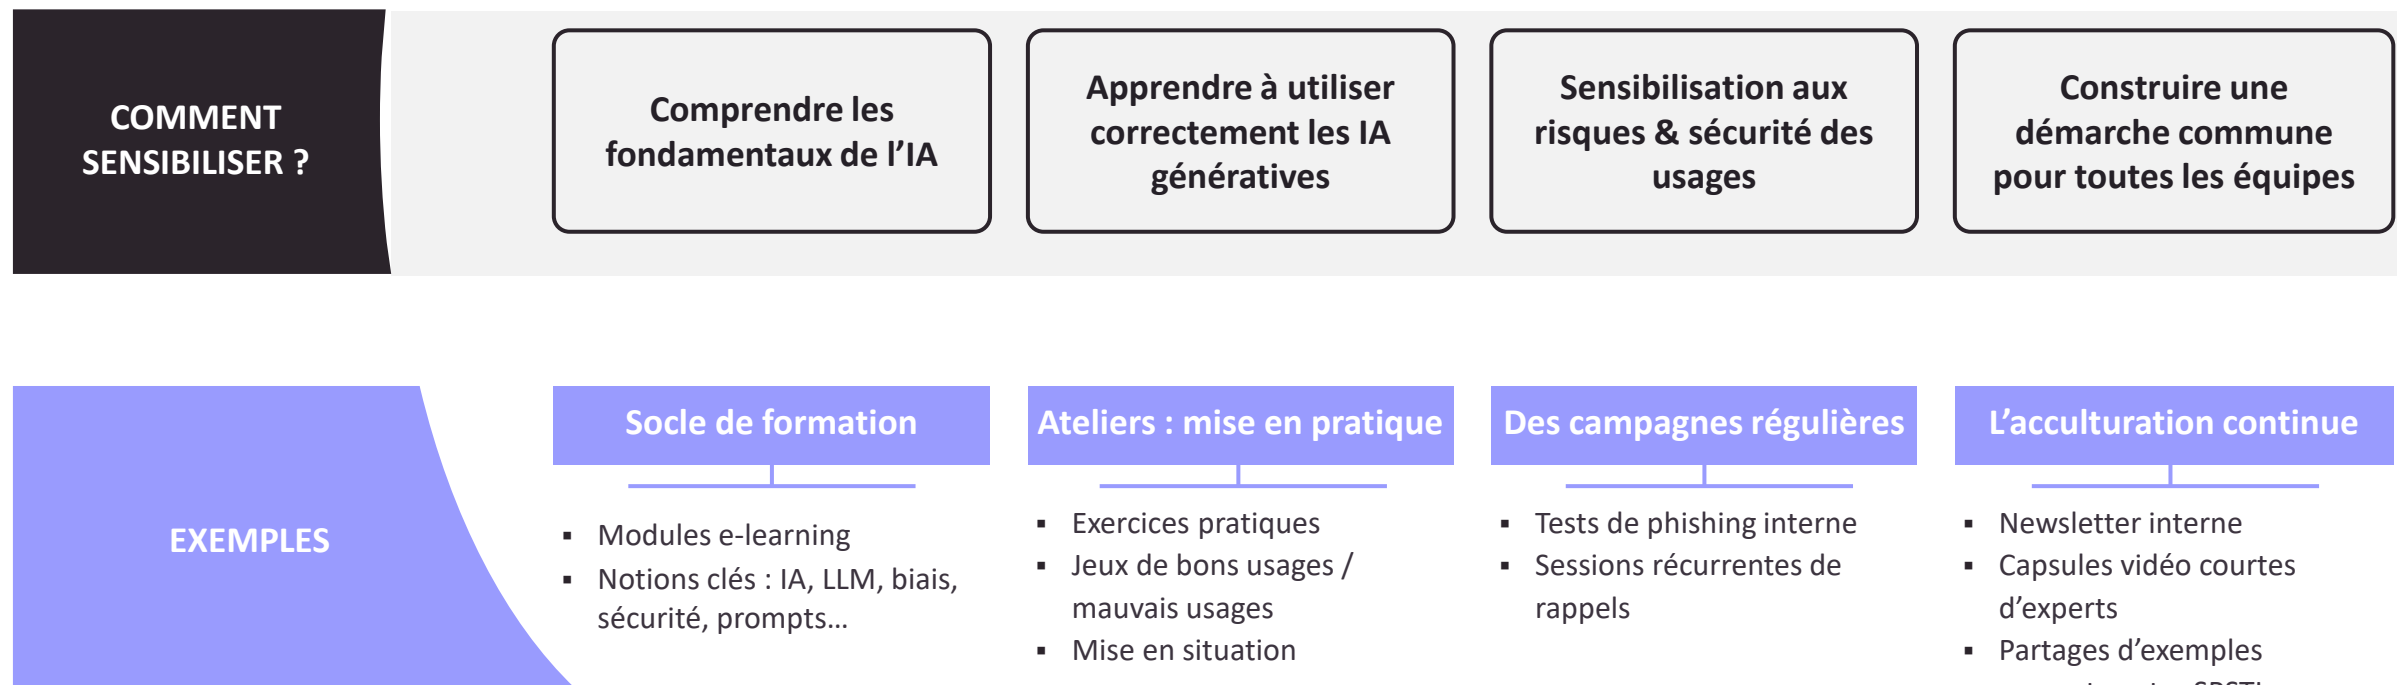 COMMENT
SENSIBILISER ?
Comprendre les
fondamentaux de l’IA
Apprendre à utiliser
correctement les IA
génératives
Sensibilisation aux
risques & sécurité des
usages
Construire une
démarche commune
pour toutes les équipes
EXEMPLES
Socle de formation
▪ Modules e-learning
▪ Notions clés : IA, LLM, biais,
sécurité, prompts…
Ateliers : mise en pratique
▪ Exercices pratiques
▪ Jeux de bons usages /
mauvais usages
▪ Mise en situation
Des campagnes régulières
▪ Tests de phishing interne
▪ Sessions récurrentes de
rappels
L’acculturation continue
▪ Newsletter interne
▪ Capsules vidéo courtes
d’experts
▪ Partages d’exemples